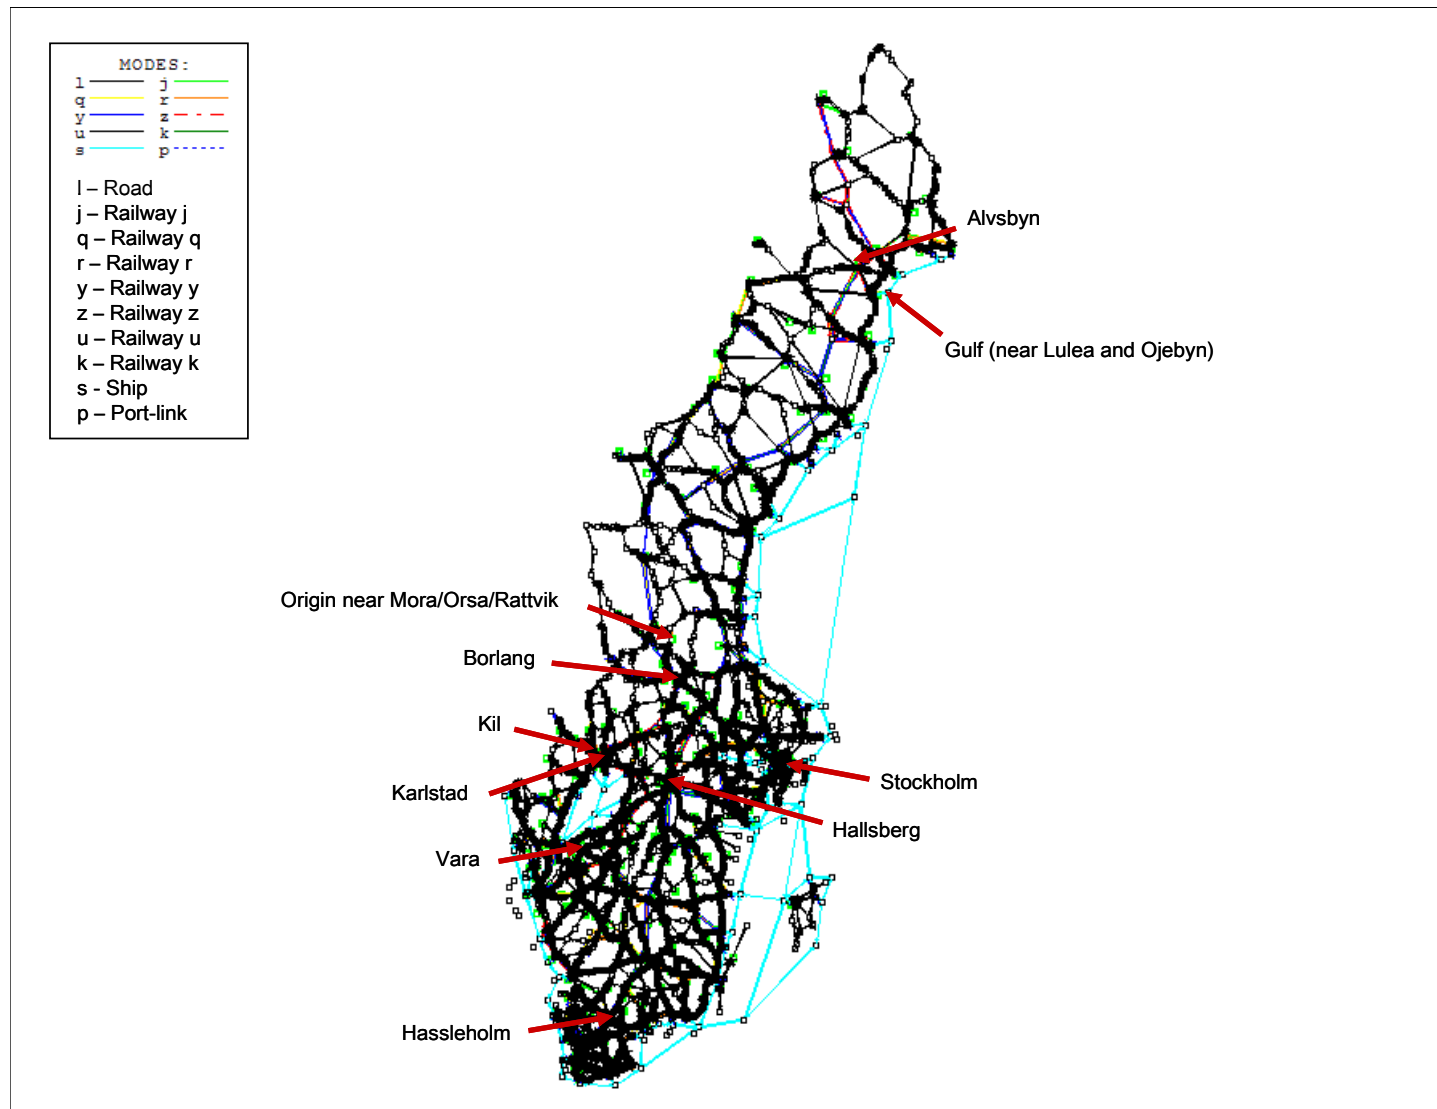 MODES:
l j
q r
y z
u k
s p
l – Road
j – Railway j
q – Railway q
r – Railway r
y – Railway y
z – Railway z
u – Railway u
k – Railway k
s - Ship
p – Port-link
Alvsbyn
Gulf (near Lulea and Ojebyn)
Origin near Mora/Orsa/Rattvik
Borlang
Kil
Karlstad
Stockholm
Hallsberg
Vara
Hassleholm